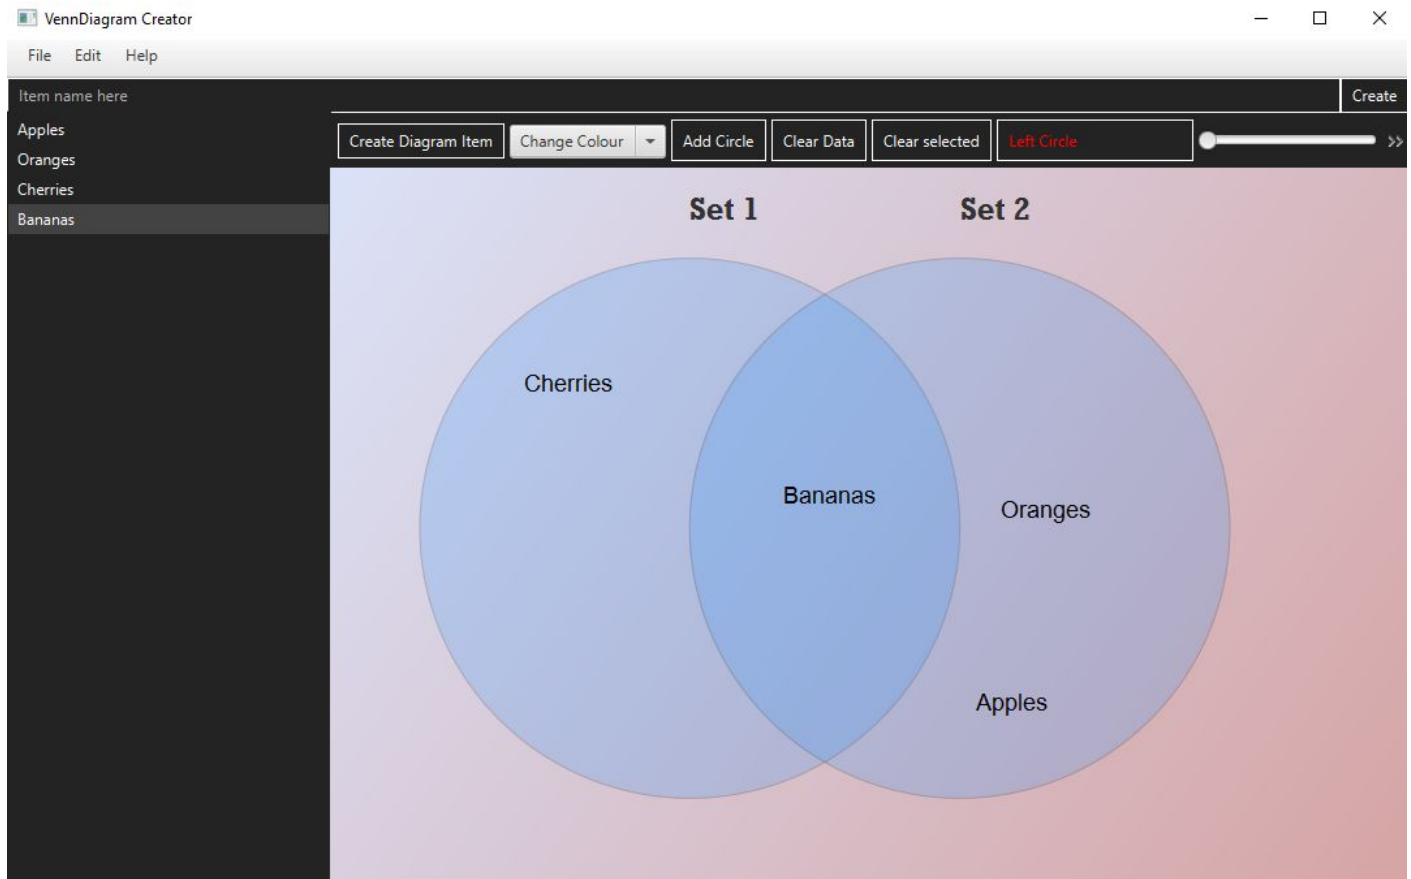 VennDiagram Creator
File Edit Help
Item name here Create
Apples
Oranges
Cherries
Bananas
Create Diagram Item Change Colour Add Circle Clear Data Clear selected Left Circle
Set 1 Set 2
Cherries
Bananas
Oranges
Apples